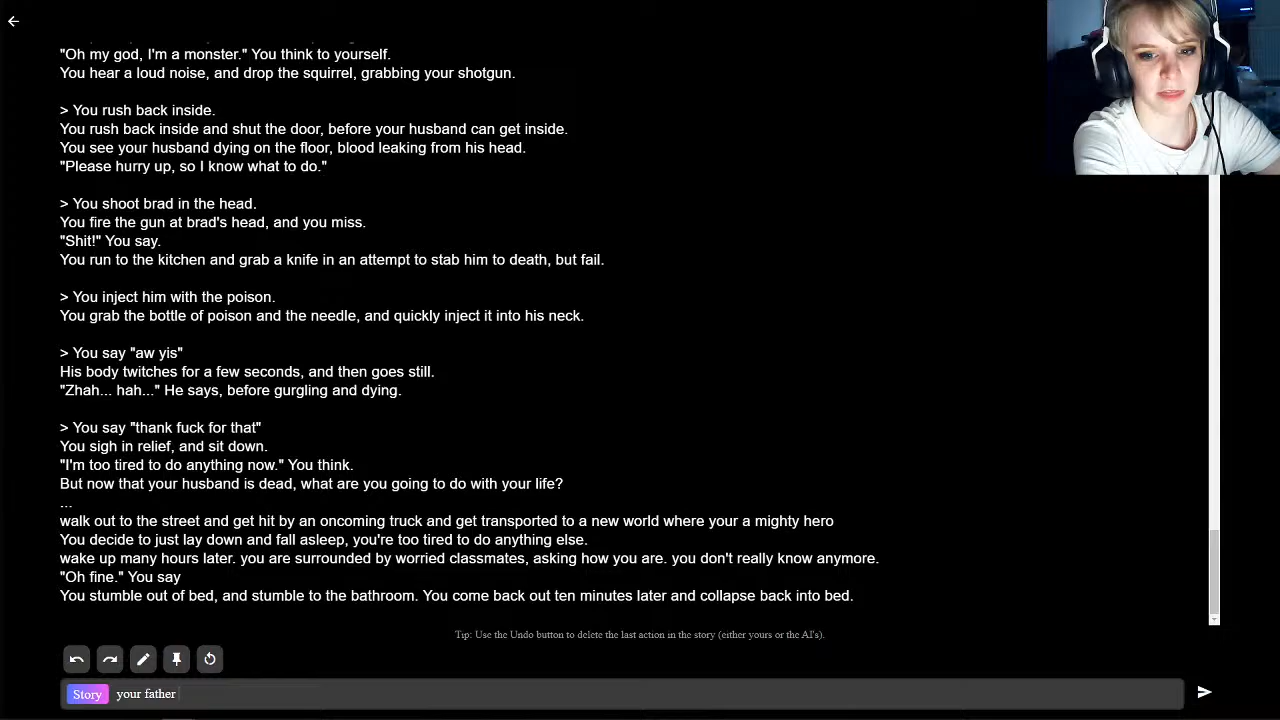 "Oh my god, I'm a monster." You think to yourself.
You hear a loud noise, and drop the squirrel, grabbing your shotgun.
> You rush back inside.
You rush back inside and shut the door, before your husband can get inside.
You see your husband dying on the floor, blood leaking from his head.
"Please hurry up, so I know what to do."
> You shoot brad in the head.
You fire the gun at brad's head, and you miss.
"Shit!" You say.
You run to the kitchen and grab a knife in an attempt to stab him to death, but fail.
> You inject him with the poison.
You grab the bottle of poison and the needle, and quickly inject it into his neck.
> You say "aw yis"
His body twitches for a few seconds, and then goes still.
"Zhah... hah..." He says, before gurgling and dying.
> You say "thank fuck for that"
You sigh in relief, and sit down.
"I'm too tired to do anything now." You think.
But now that your husband is dead, what are you going to do with your life?
...
walk out to the street and get hit by an oncoming truck and get transported to a new world where your a mighty hero
You decide to just lay down and fall asleep, you're too tired to do anything else.
wake up many hours later. you are surrounded by worried classmates, asking how you are. you don't really know anymore.
"Oh fine." You say
You stumble out of bed, and stumble to the bathroom. You come back out ten minutes later and collapse back into bed.
Tip: Use the Undo button to delete the last action in the story (either yours or the AI's).
Story your father